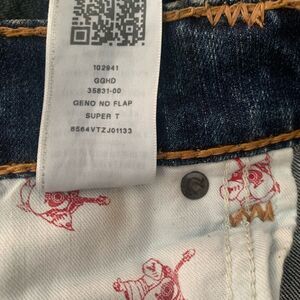 102941
GGHD
35831-00
GENO NO FLAP
SUPER T
8564VTZJ01133